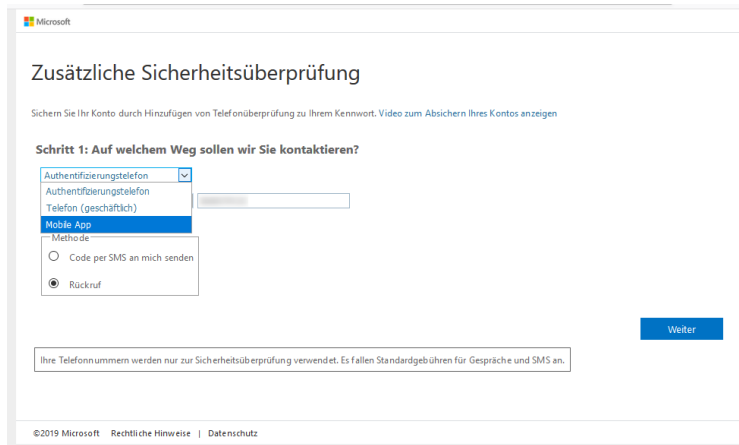 Microsoft
Zusätzliche Sicherheitsüberprüfung
Sichern Sie Ihr Konto durch Hinzufügen von Telefonüberprüfung zu Ihrem Kennwort. Video zum Absichern Ihres Kontos anzeigen
Schritt 1: Auf welchem Weg sollen wir Sie kontaktieren?
Authentifizierungstelefon
Authentifizierungstelefon
Telefon (geschäftlich)
Mobile App
Methode
Code per SMS an mich senden
Rückruf
Weiter
Ihre Telefonnummern werden nur zur Sicherheitsüberprüfung verwendet. Es fallen Standardgebühren für Gespräche und SMS an.
©2019 Microsoft Rechtliche Hinweise | Datenschutz